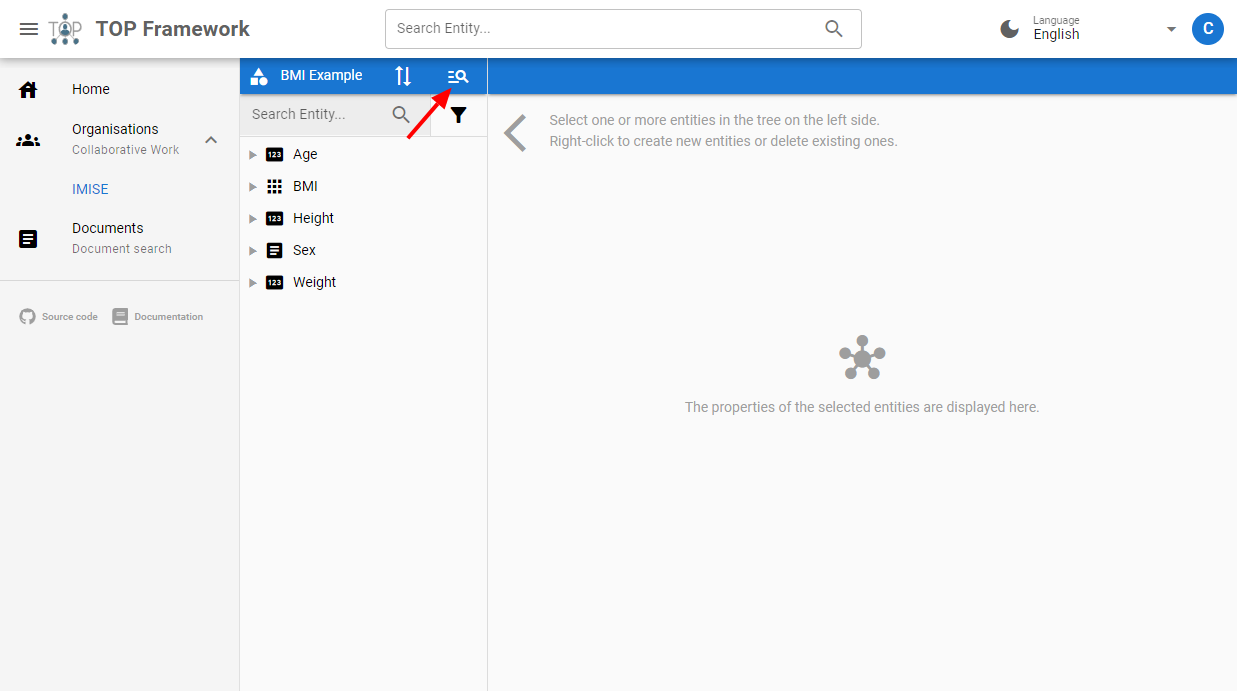 TOP
TOP Framework
Search Entity...
Language
English
C
Home
Organisations
Collaborative Work
IMISE
Documents
Document search
Source code
Documentation
BMI Example
Search Entity...
123 Age
BMI
123 Height
Sex
123 Weight
Select one or more entities in the tree on the left side.
Right-click to create new entities or delete existing ones.
The properties of the selected entities are displayed here.